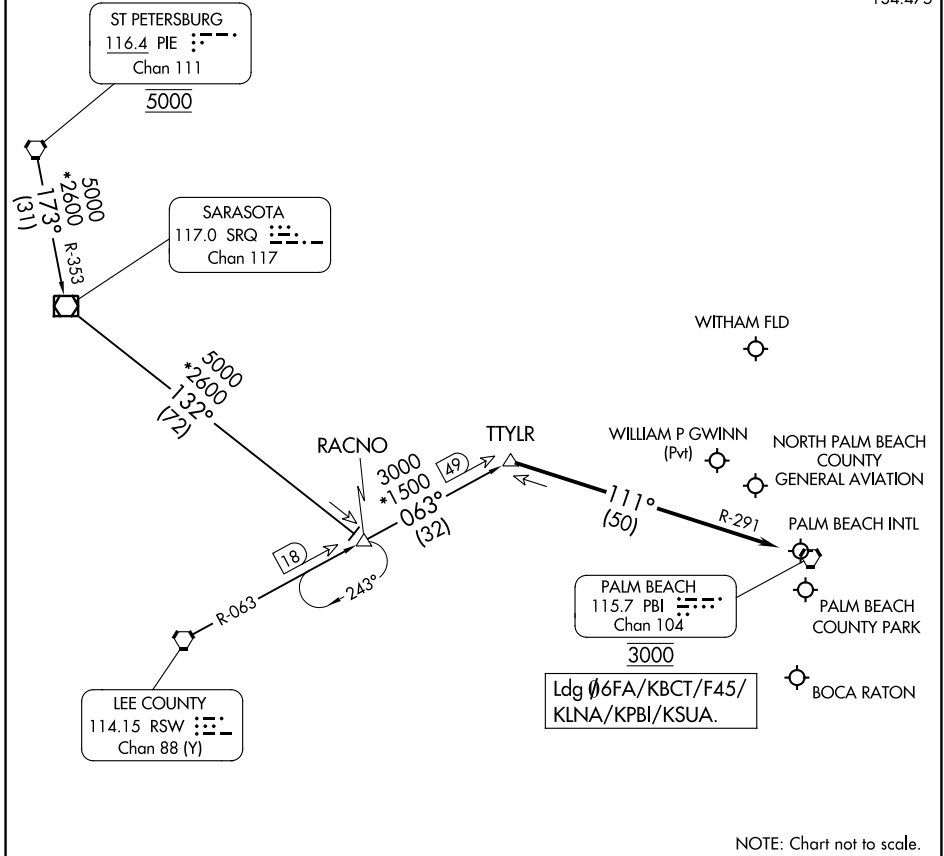 134.475
ST PETERSBURG
116.4 PIE
Chan 111
5000
5000
*2600
173°
(31)
R-353
SARASOTA
117.0 SRQ
Chan 117
5000
*2600
132°
(72)
WITHAM FLD
RACNO
TTYLR
WILLIAM P GWINN
(Pvt)
NORTH PALM BEACH
COUNTY
GENERAL AVIATION
3000
*1500
063°
(32)
49
111°
(50)
R-291
PALM BEACH INTL
18
243°
R-063
PALM BEACH
115.7 PBI
Chan 104
3000
PALM BEACH
COUNTY PARK
Ldg Ø6FA/KBCT/F45/
KLNA/KPBI/KSUA.
BOCA RATON
LEE COUNTY
114.15 RSW
Chan 88 (Y)
NOTE: Chart not to scale.